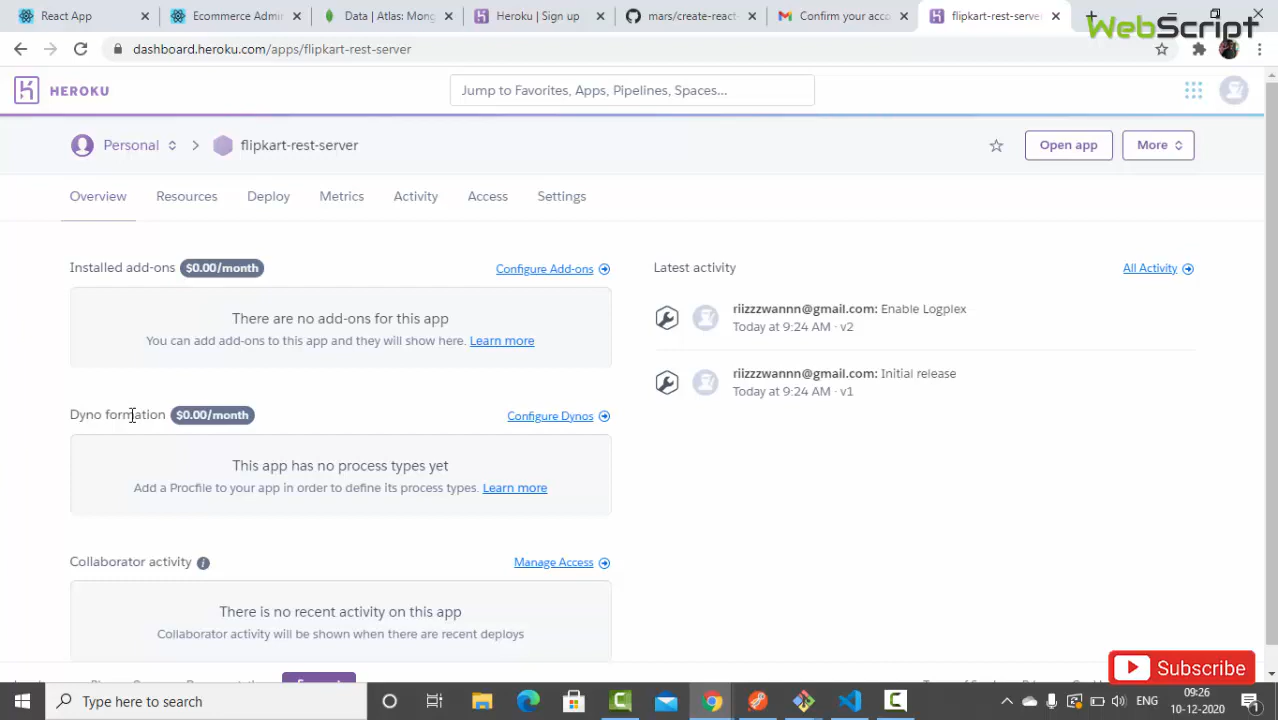 React App
Ecommerce Admi
Data | Atlas: Mong
Heroku | Sign up
mars/create-react-
Confirm your acco
flipkart-rest-serve
WebScript
dashboard.heroku.com/apps/flipkart-rest-server
HEROKU
Jump to Favorites, Apps, Pipelines, Spaces...
Personal
flipkart-rest-server
Open app
More
Overview
Resources
Deploy
Metrics
Activity
Access
Settings
Installed add-ons $0.00/month
Configure Add-ons
There are no add-ons for this app
You can add add-ons to this app and they will show here. Learn more
Dyno formation $0.00/month
Configure Dynos
This app has no process types yet
Add a Procfile to your app in order to define its process types. Learn more
Collaborator activity
Manage Access
There is no recent activity on this app
Collaborator activity will be shown when there are recent deploys
Latest activity
All Activity
riizzzwannn@gmail.com: Enable Logplex
Today at 9:24 AM · v2
riizzzwannn@gmail.com: Initial release
Today at 9:24 AM · v1
Subscribe
Type here to search
ENG
09:26
10-12-2020